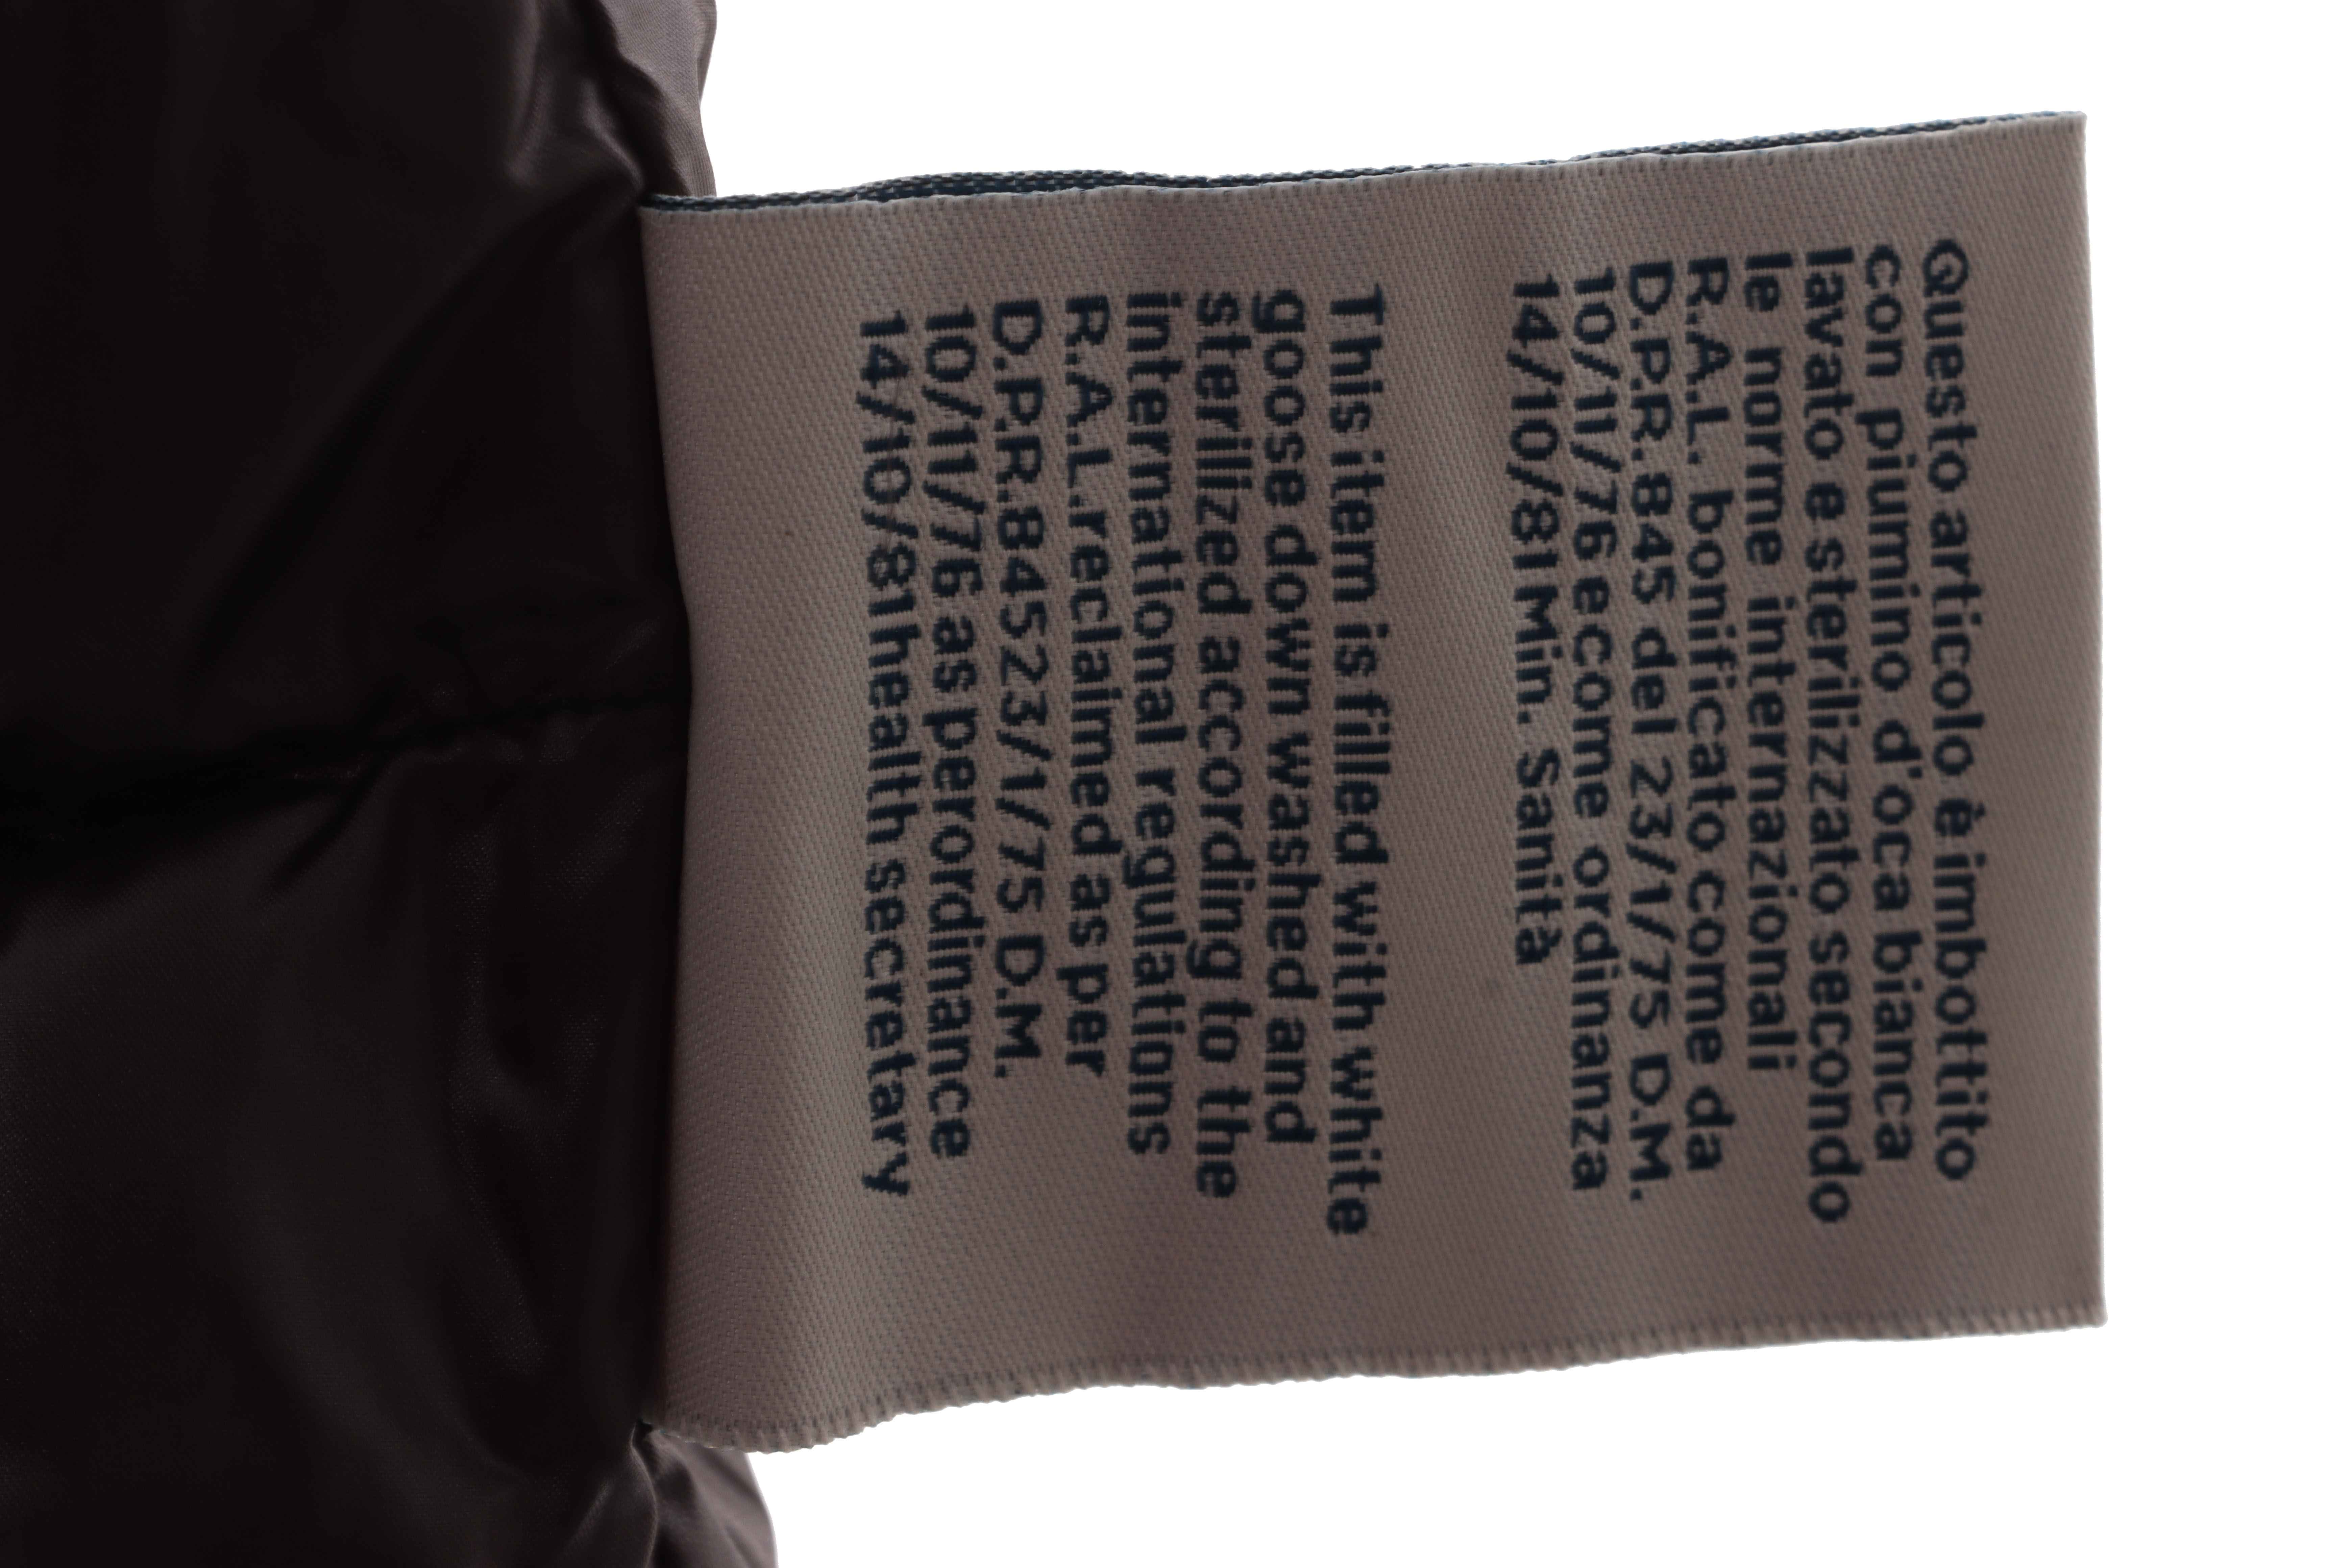 Questo articolo è imbottito
con piumino d'oca bianca
lavato e sterilizzato secondo
le norme internazionali
R.A.L. bonificato come da
D.P.R. 845 del 23/1/75 D.M.
10/11/76 e come ordinanza
14/10/81 Min. Sanità
This item is filled with white
goose down washed and
sterilized according to the
international regulations
R.A.L. reclaimed as per
D.P.R. 845 23/1/75 D.M.
10/11/76 as per ordinance
14/10/81 health secretary